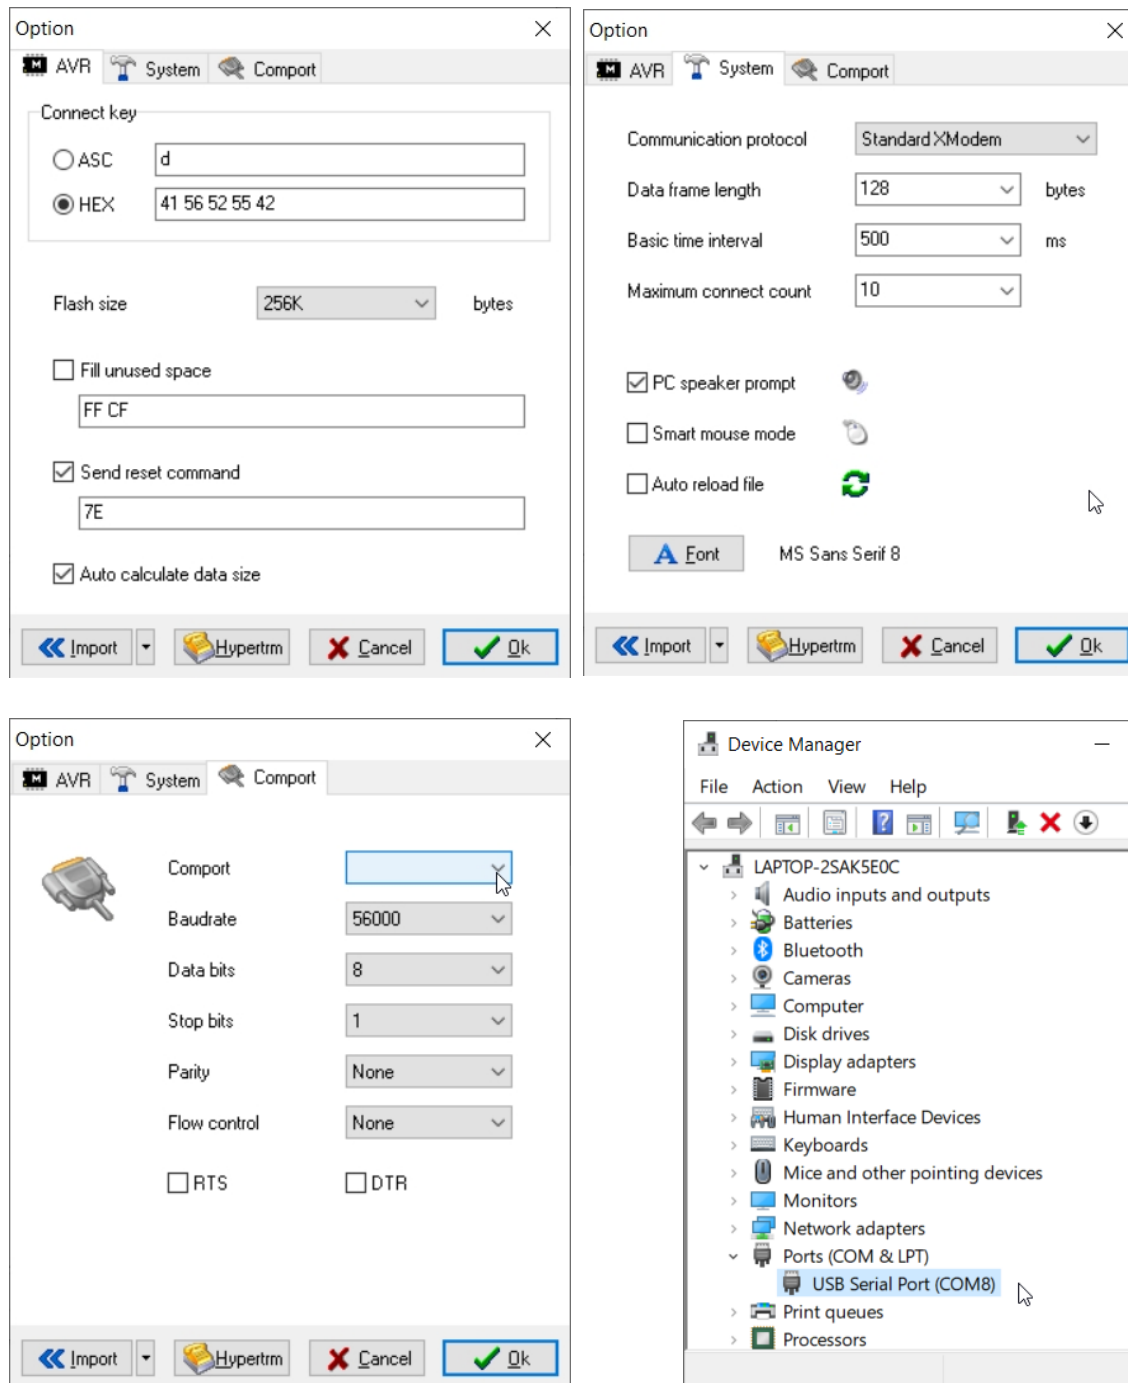 Option
AVR System Comport
Connect key
ASC d
HEX 41 56 52 55 42
Flash size 256K bytes
Fill unused space
FF CF
Send reset command
7E
Auto calculate data size
Import Hypertrm Cancel Ok
Option
AVR System Comport
Communication protocol Standard XModem
Data frame length 128 bytes
Basic time interval 500 ms
Maximum connect count 10
PC speaker prompt
Smart mouse mode
Auto reload file
A Font MS Sans Serif 8
Import Hypertrm Cancel Ok
Option
AVR System Comport
Comport
Baudrate 56000
Data bits 8
Stop bits 1
Parity None
Flow control None
RTS DTR
Import Hypertrm Cancel Ok
Device Manager
File Action View Help
LAPTOP-2SAK5E0C
Audio inputs and outputs
Batteries
Bluetooth
Cameras
Computer
Disk drives
Display adapters
Firmware
Human Interface Devices
Keyboards
Mice and other pointing devices
Monitors
Network adapters
Ports (COM & LPT)
USB Serial Port (COM8)
Print queues
Processors